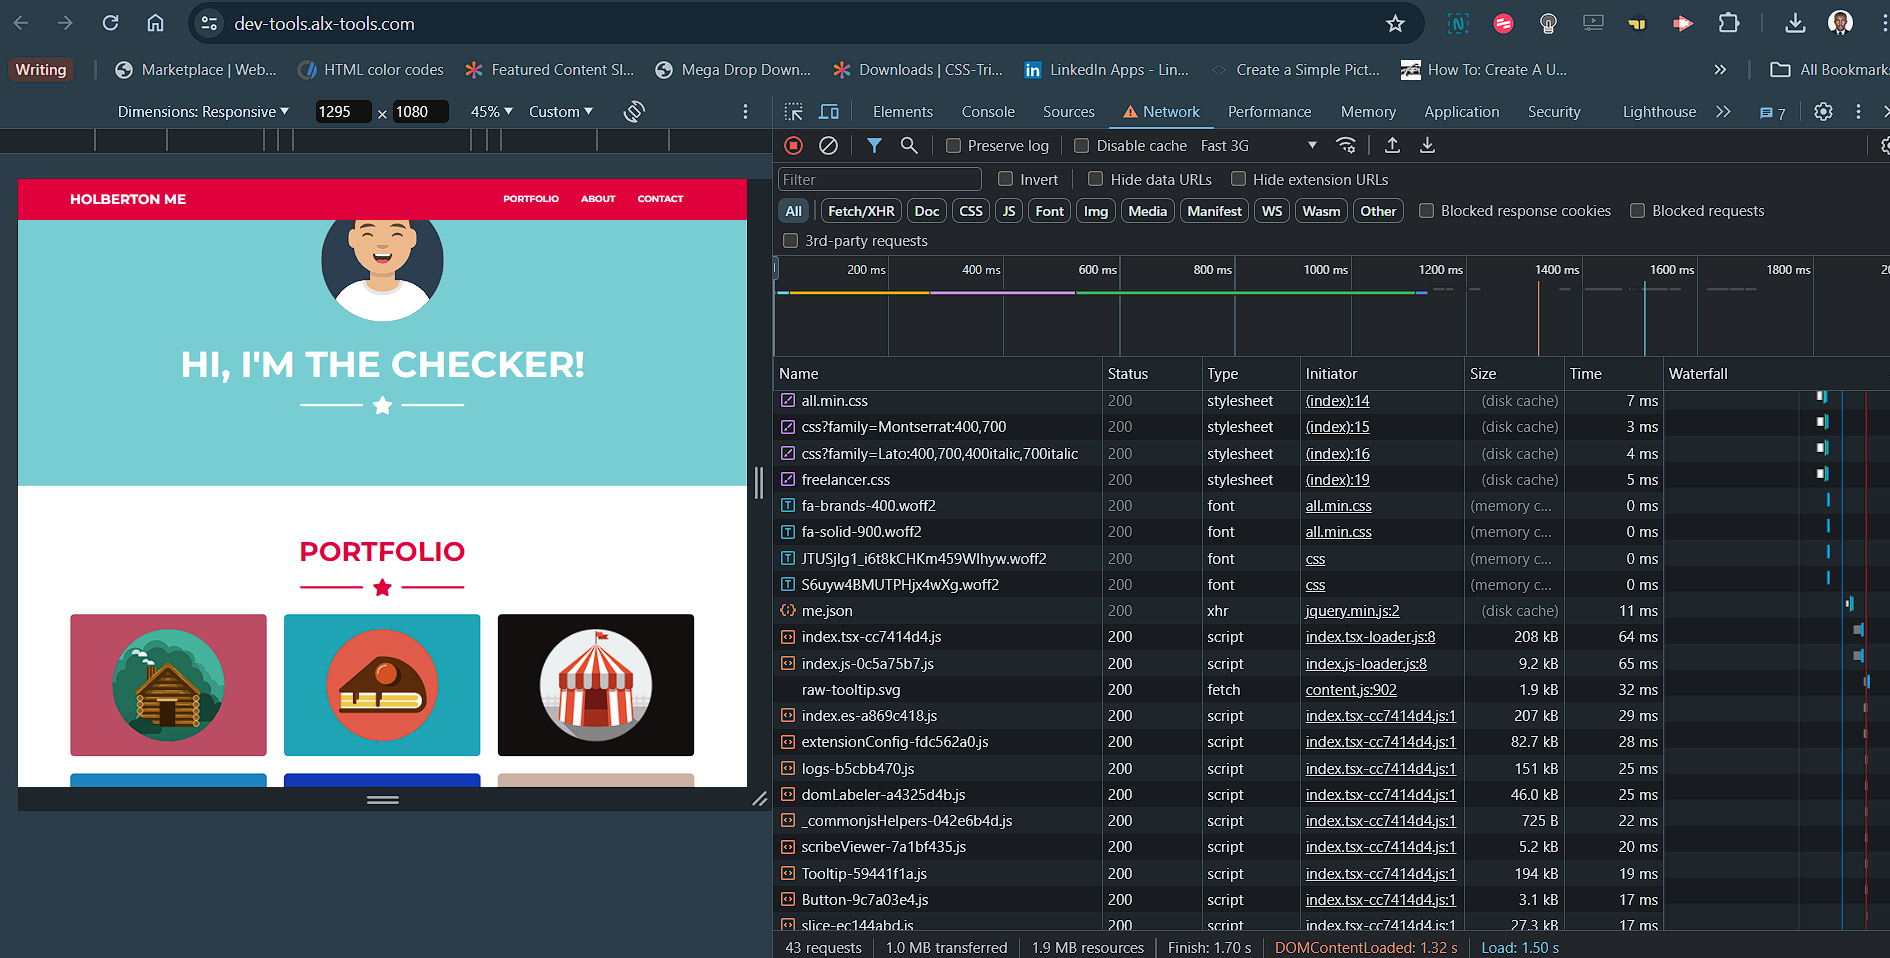 dev-tools.alx-tools.com
Writing
Marketplace | Web...
HTML color codes
Featured Content Sl...
Mega Drop Down...
Downloads | CSS-Tri...
LinkedIn Apps - Lin...
Create a Simple Pict...
How To: Create A U...
All Bookmarks
Dimensions: Responsive
1295 × 1080
45%
Custom
HOLBERTON ME
PORTFOLIO
ABOUT
CONTACT
HI, I'M THE CHECKER!
PORTFOLIO
Elements
Console
Sources
Network
Performance
Memory
Application
Security
Lighthouse
7
Preserve log
Disable cache
Fast 3G
Filter
Invert
Hide data URLs
Hide extension URLs
All
Fetch/XHR
Doc
CSS
JS
Font
Img
Media
Manifest
WS
Wasm
Other
Blocked response cookies
Blocked requests
3rd-party requests
200 ms
400 ms
600 ms
800 ms
1000 ms
1200 ms
1400 ms
1600 ms
1800 ms
Name Status Type Initiator Size Time Waterfall
all.min.css 200 stylesheet (index):14 (disk cache) 7 ms
css?family=Montserrat:400,700 200 stylesheet (index):15 (disk cache) 3 ms
css?family=Lato:400,700,400italic,700italic 200 stylesheet (index):16 (disk cache) 4 ms
freelancer.css 200 stylesheet (index):19 (disk cache) 5 ms
fa-brands-400.woff2 200 font all.min.css (memory c... 0 ms
fa-solid-900.woff2 200 font all.min.css (memory c... 0 ms
JTUSjIg1_i6t8kCHKm459Wlhyw.woff2 200 font css (memory c... 0 ms
S6uyw4BMUTPHjx4wXg.woff2 200 font css (memory c... 0 ms
me.json 200 xhr jquery.min.js:2 (disk cache) 11 ms
index.tsx-cc7414d4.js 200 script index.tsx-loader.js:8 208 kB 64 ms
index.js-0c5a75b7.js 200 script index.js-loader.js:8 9.2 kB 65 ms
raw-tooltip.svg 200 fetch content.js:902 1.9 kB 32 ms
index.es-a869c418.js 200 script index.tsx-cc7414d4.js:1 207 kB 29 ms
extensionConfig-fdc562a0.js 200 script index.tsx-cc7414d4.js:1 82.7 kB 28 ms
logs-b5cbb470.js 200 script index.tsx-cc7414d4.js:1 151 kB 25 ms
domLabeler-a4325d4b.js 200 script index.tsx-cc7414d4.js:1 46.0 kB 25 ms
_commonjsHelpers-042e6b4d.js 200 script index.tsx-cc7414d4.js:1 725 B 22 ms
scribeViewer-7a1bf435.js 200 script index.tsx-cc7414d4.js:1 5.2 kB 20 ms
Tooltip-59441f1a.js 200 script index.tsx-cc7414d4.js:1 194 kB 19 ms
Button-9c7a03e4.js 200 script index.tsx-cc7414d4.js:1 3.1 kB 17 ms
slice-ec144abd.js 200 script index.tsx-cc7414d4.js:1 27.3 kB 17 ms
43 requests
1.0 MB transferred
1.9 MB resources
Finish: 1.70 s
DOMContentLoaded: 1.32 s
Load: 1.50 s